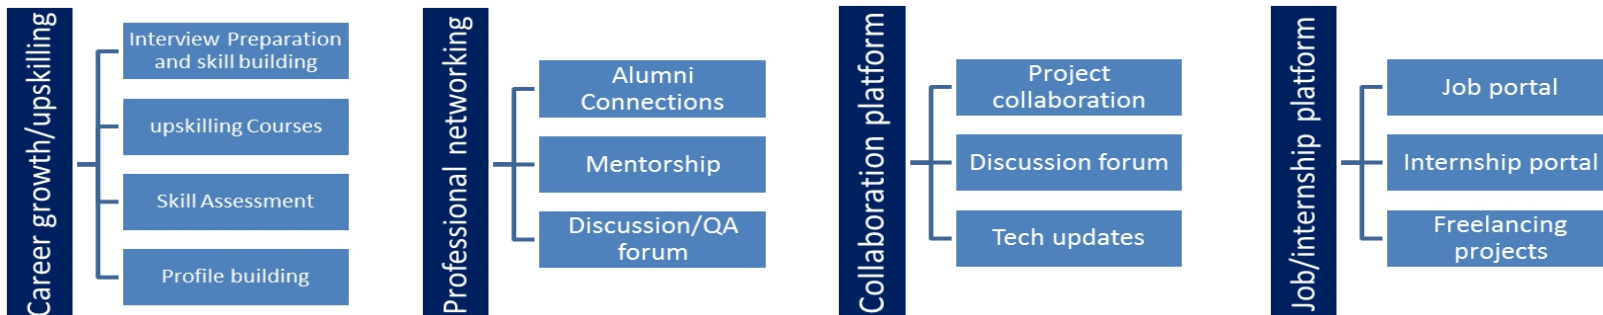 Career growth/upskilling
Interview Preparation
and skill building
upskilling Courses
Skill Assessment
Profile building
Professional networking
Alumni
Connections
Mentorship
Discussion/QA
forum
Collaboration platform
Project
collaboration
Discussion forum
Tech updates
Job/internship platform
Job portal
Internship portal
Freelancing
projects